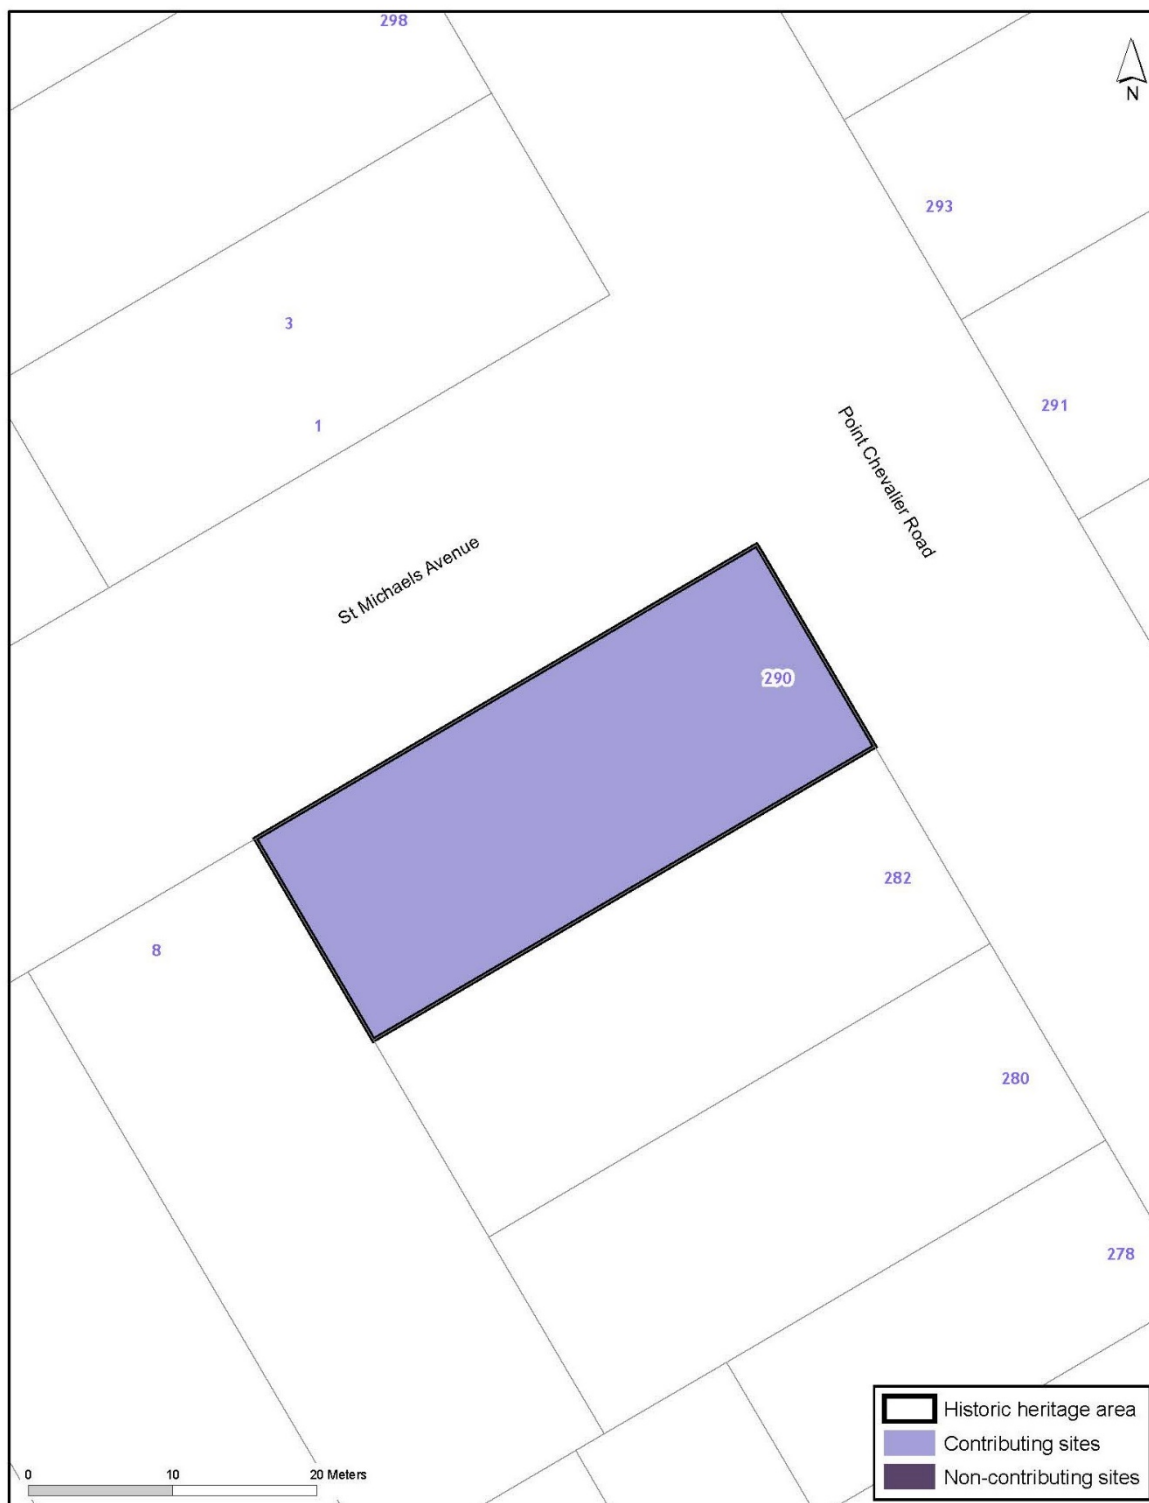 298
N
293
3
291
1
Point Chevalier Road
St Michaels Avenue
290
282
8
280
278
Historic heritage area
Contributing sites
Non-contributing sites
0 10 20 Meters